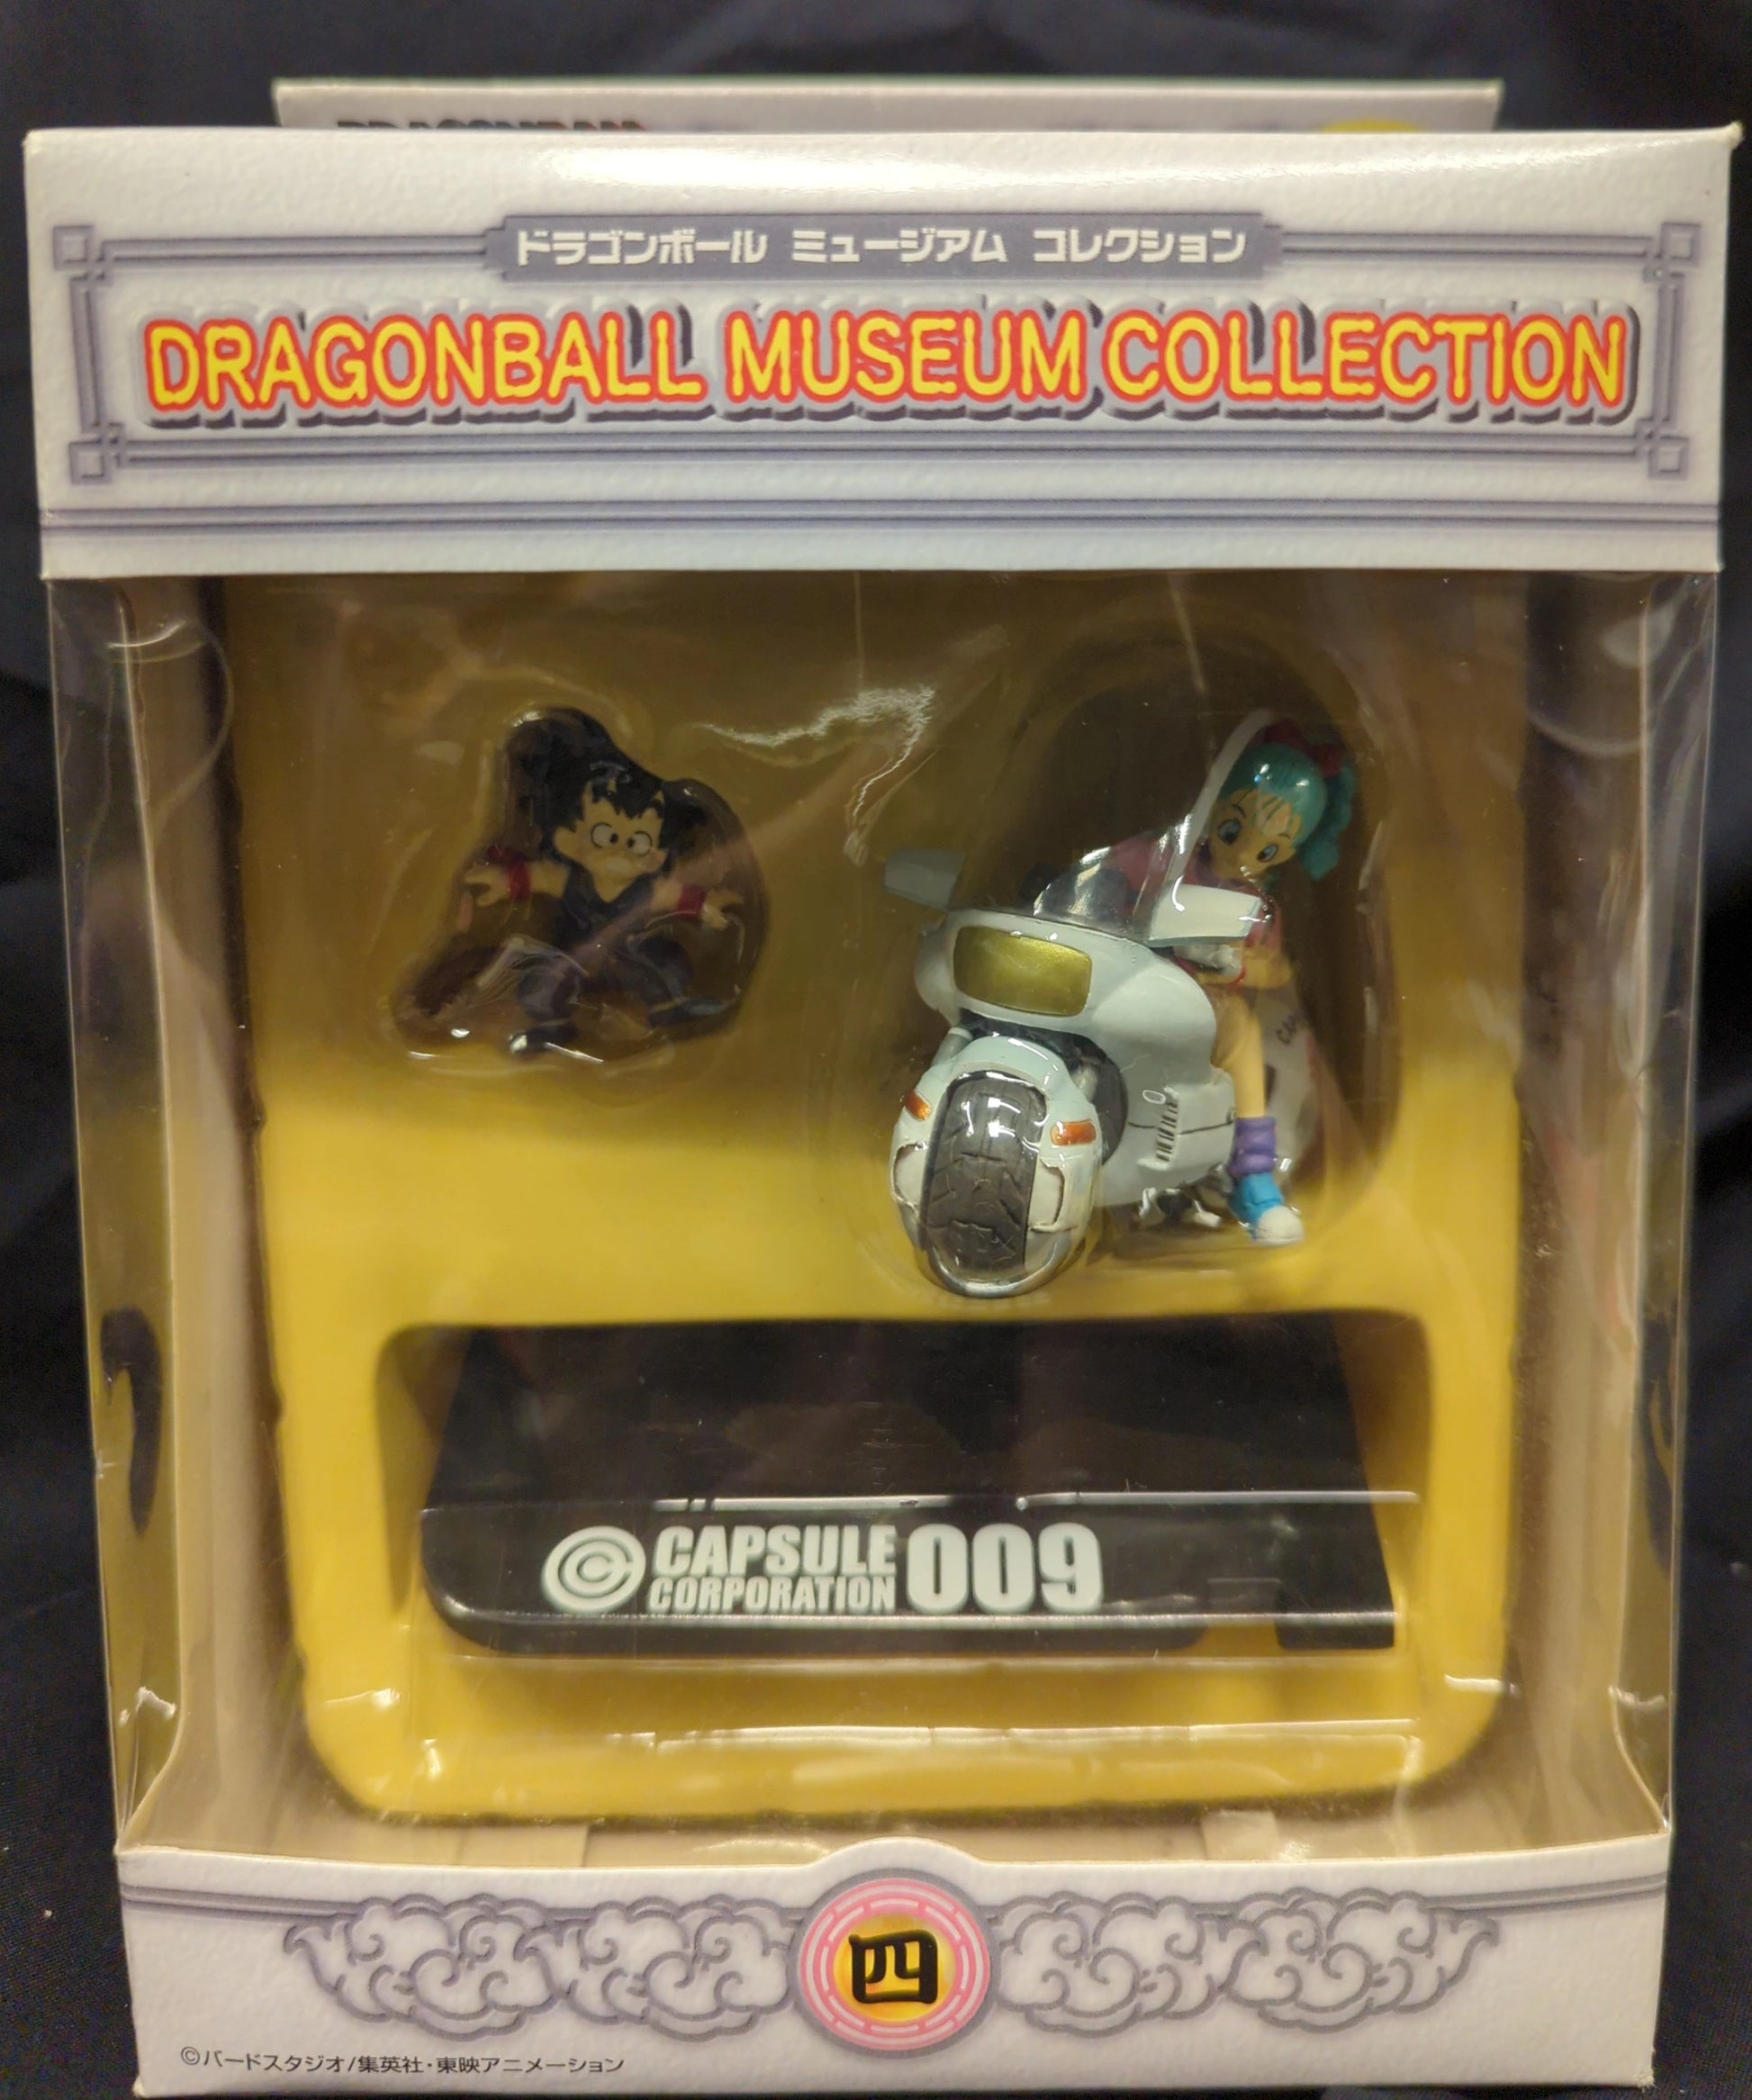 ドラゴンボール ミュージアム コレクション
DRAGONBALL MUSEUM COLLECTION
CAPSULE
CORPORATION
009
四
©バードスタジオ/集英社・東映アニメーション